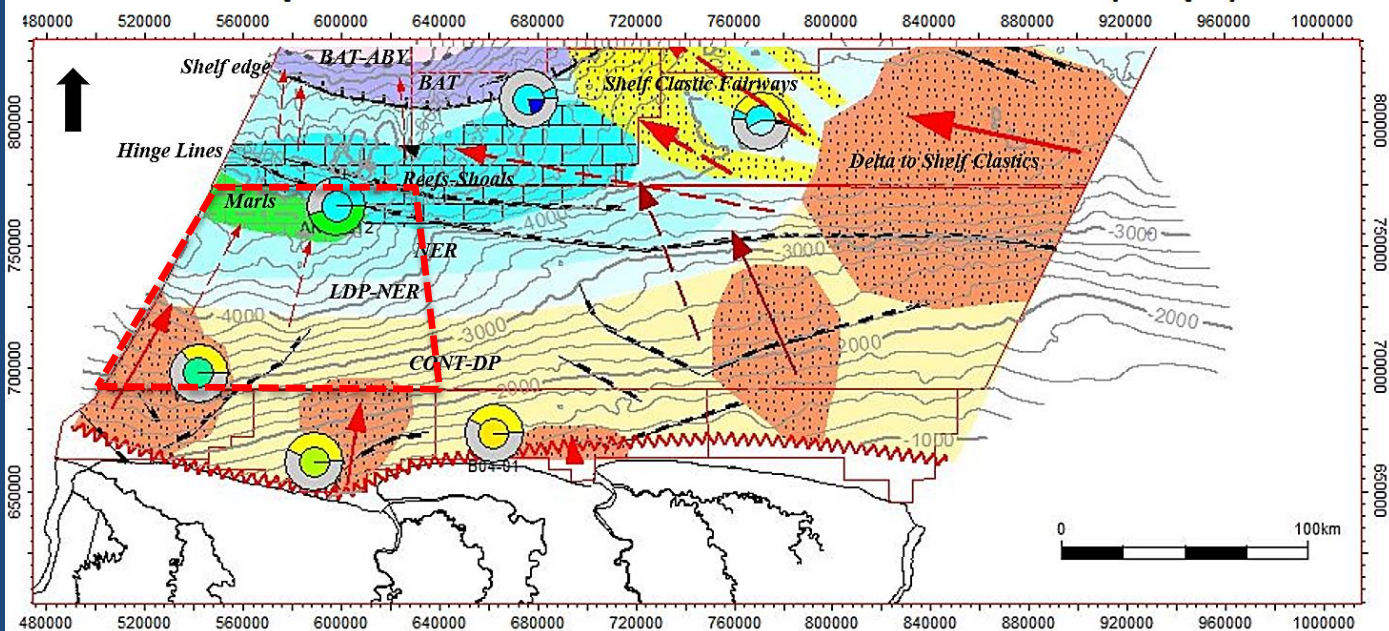 480000 520000 560000 600000 640000 680000 720000 760000 800000 840000 880000 920000 960000 1000000
BAT-ABY
Shelf edge
BAT
Shelf Clastic Fairways
800000
Hinge Lines
Delta to Shelf Clastics
Reefs-Shoals
Marls
-4000
750000
NER
-3000
-3000
LDP-NER
-4000
-3000
-2000
2000
700000
700000
CONT-DP
-2000
-1000
B04-01
650000
650000
0 100km
480000 520000 560000 600000 640000 680000 720000 760000 800000 840000 880000 920000 960000 1000000